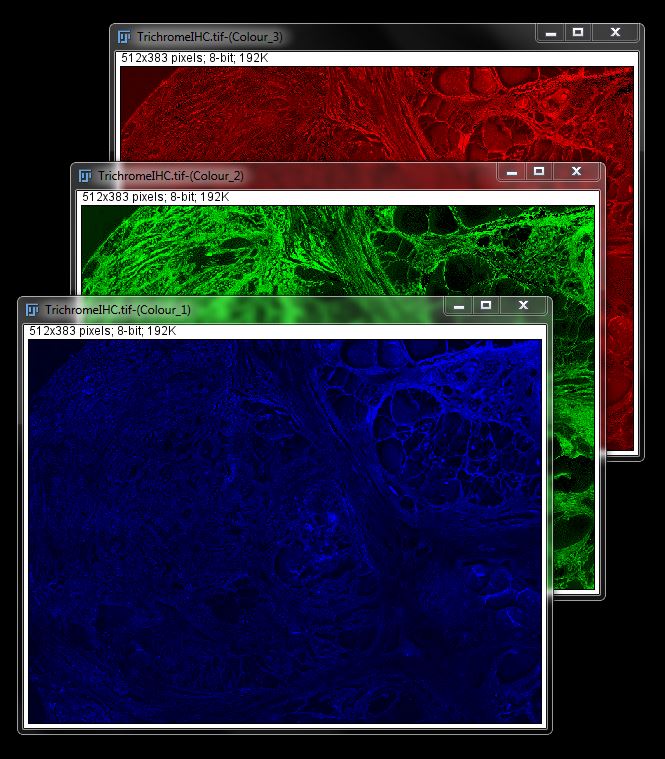 TrichromeIHC.tif-(Colour_3)
512x383 pixels; 8-bit; 192K
TrichromeIHC.tif-(Colour_2)
512x383 pixels; 8-bit; 192K
TrichromeIHC.tif-(Colour_1)
512x383 pixels; 8-bit; 192K